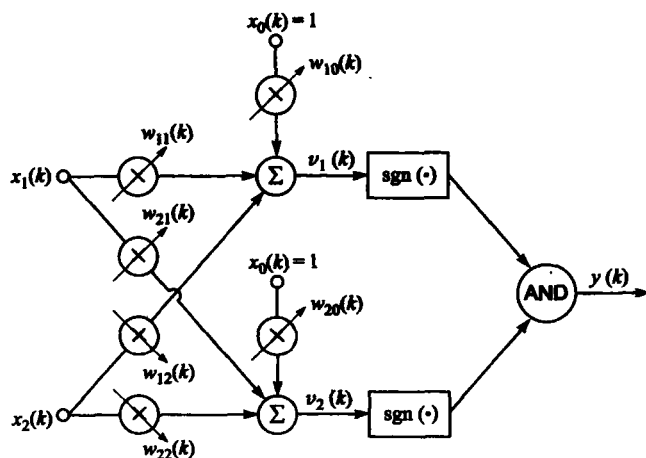 x₀(k) = 1
w₁₀(k)
w₁₁(k)
x₁(k)
Σ
v₁ (k)
sgn (•)
w₂₁(k)
x₀(k) = 1
AND
y (k)
w₂₀(k)
w₁₂(k)
x₂(k)
w₂₂(k)
Σ
v₂ (k)
sgn (•)